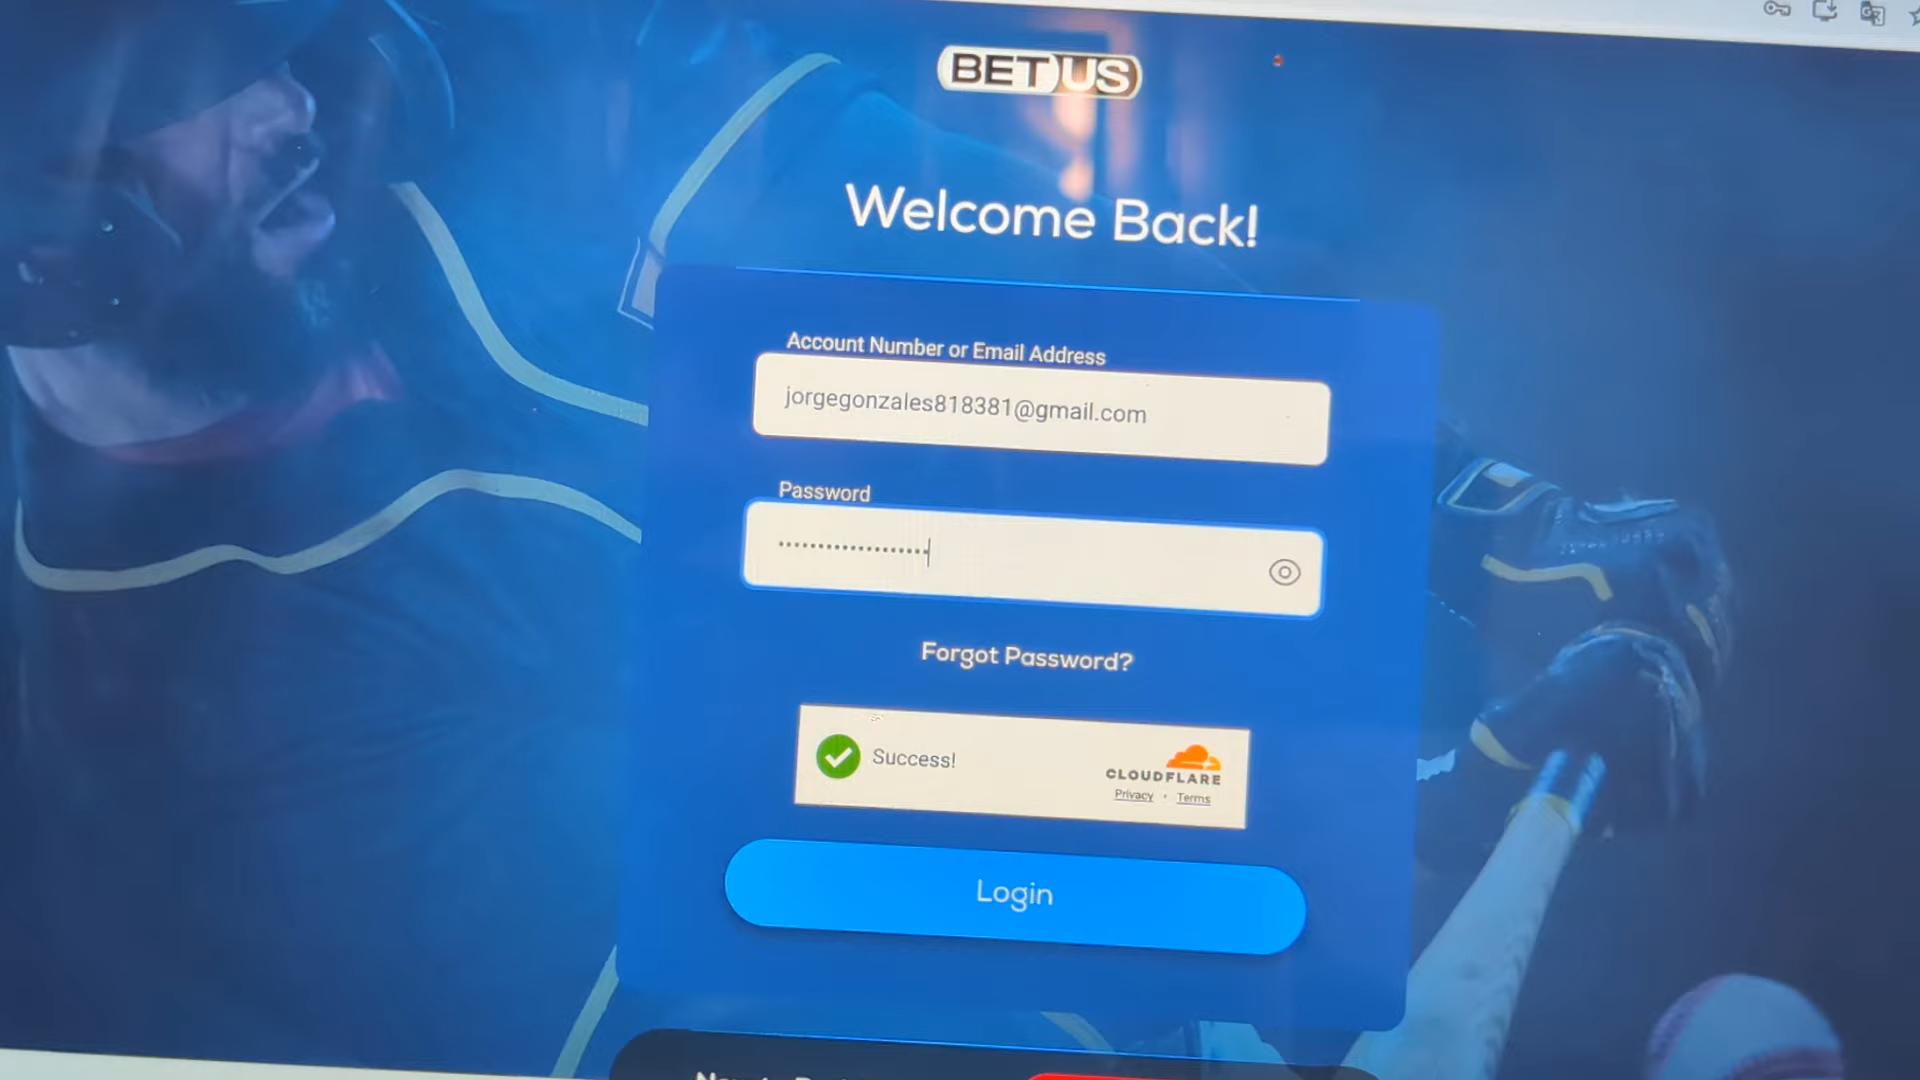 BETUS
Welcome Back!
Account Number or Email Address
jorgegonzales818381@gmail.com
Password
Forgot Password?
Success!
CLOUDFLARE
Privacy • Terms
Login